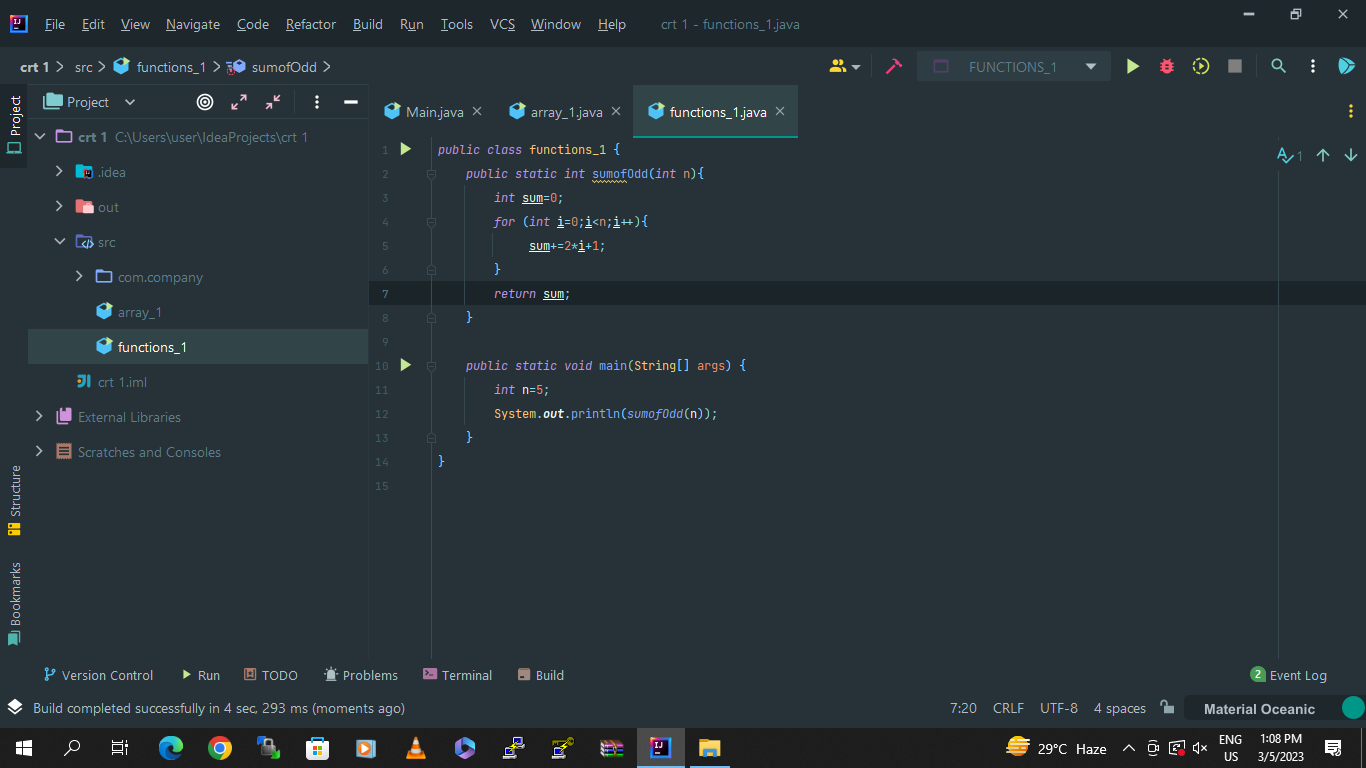 File Edit View Navigate Code Refactor Build Run Tools VCS Window Help crt 1 - functions_1.java
crt 1 src functions_1 sumofOdd FUNCTIONS_1
Project
Project
Main.java array_1.java functions_1.java
crt 1 C:\Users\user\IdeaProjects\crt 1
.idea
out
src
com.company
array_1
functions_1
crt 1.iml
External Libraries
Scratches and Consoles
Structure
Bookmarks
1 public class functions_1 {
2 public static int sumofOdd(int n){
3 int sum=0;
4 for (int i=0;i<n;i++){
5 sum+=2*i+1;
6 }
7 return sum;
8 }
9
10 public static void main(String[] args) {
11 int n=5;
12 System.out.println(sumofOdd(n));
13 }
14 }
15
1
Version Control Run TODO Problems Terminal Build 2 Event Log
Build completed successfully in 4 sec, 293 ms (moments ago) 7:20 CRLF UTF-8 4 spaces Material Oceanic
29°C Haze ENG US 1:08 PM 3/5/2023